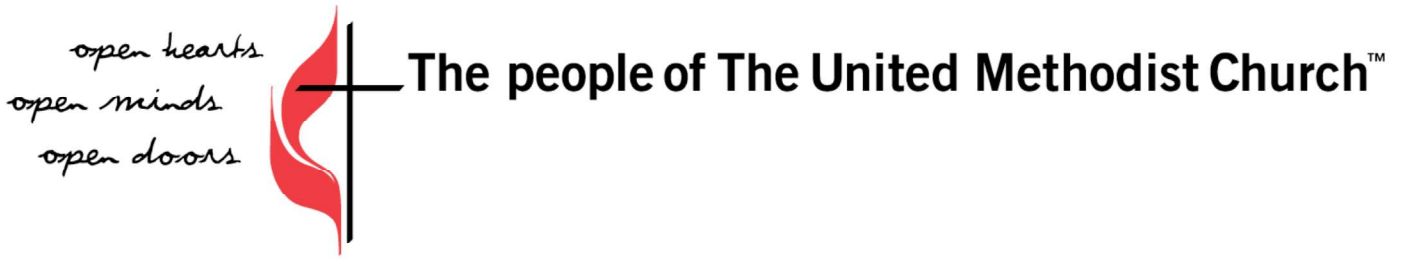 open hearts
open minds
open doors
The people of The United Methodist Church™